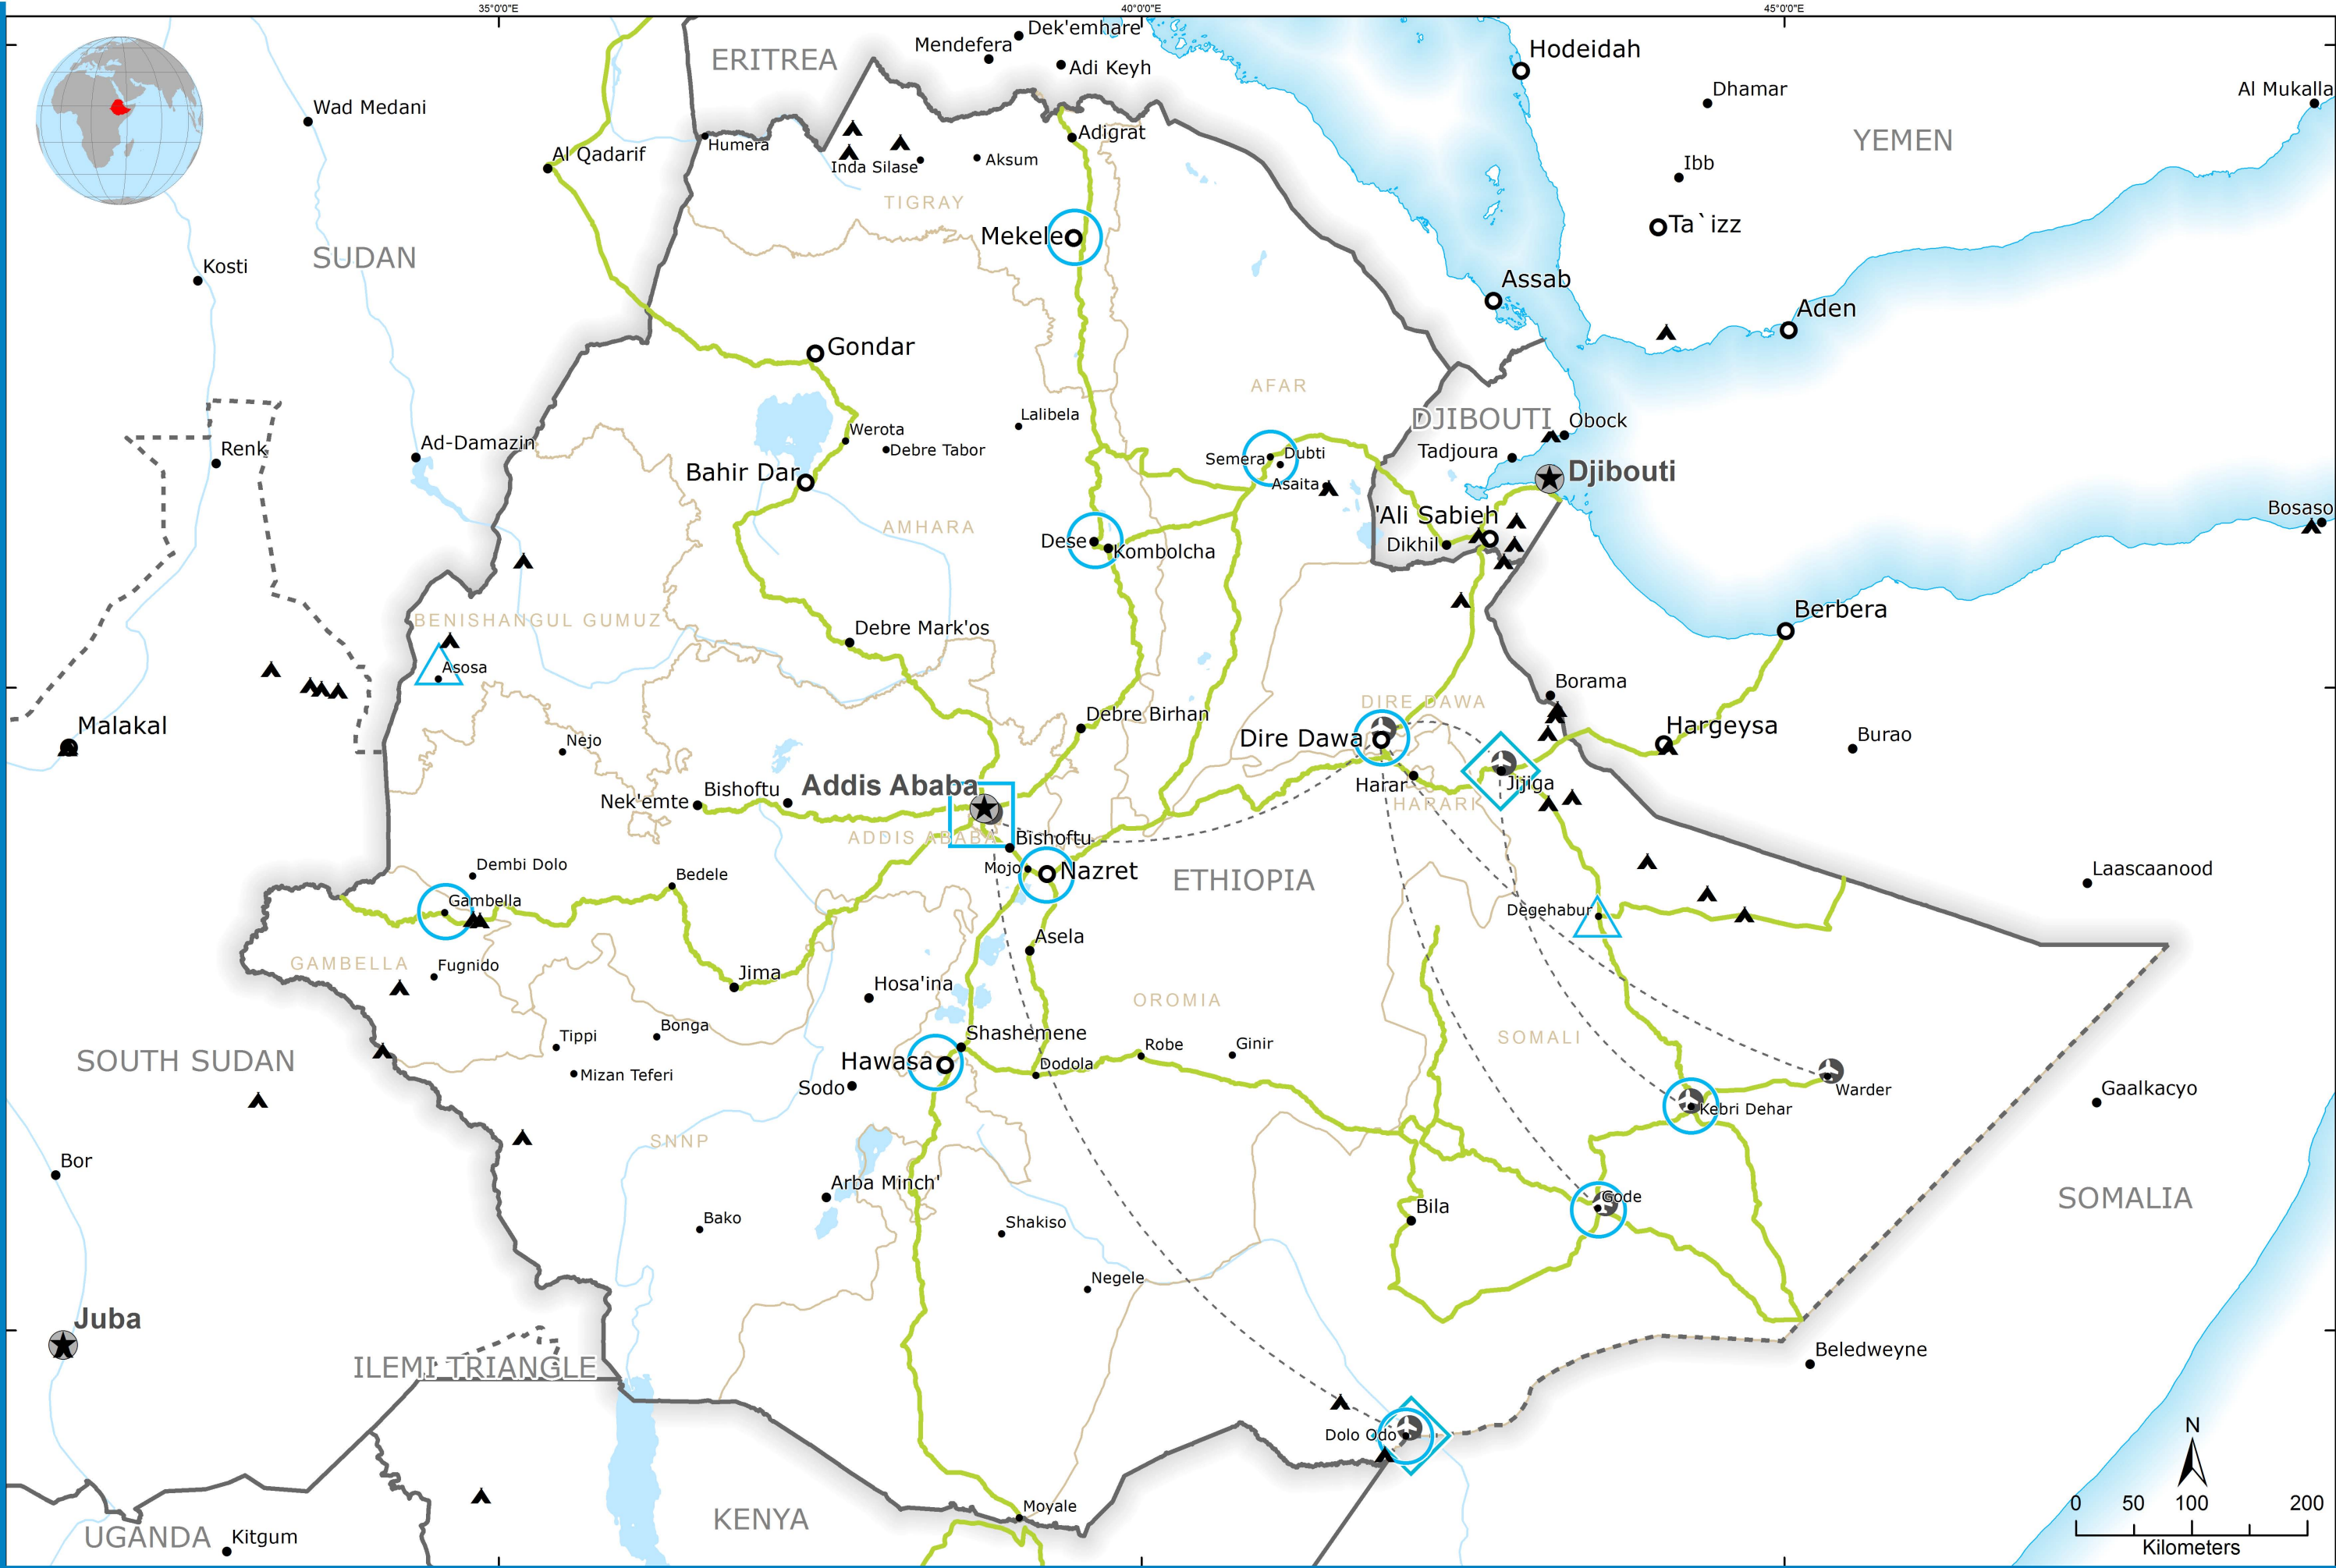 35°0'0"E
40°0'0"E
45°0'0"E
ERITREA
Mendefera
Dek'emhare
Adi Keyh
Hodeidah
Dhamar
Al Mukalla
YEMEN
Wad Medani
Al Qadarif
Humera
Inda Silase
Aksum
Adigrat
Ibb
TIGRAY
Ta`izz
Mekele
SUDAN
Kosti
Assab
Aden
Gondar
AFAR
Lalibela
DJIBOUTI
Obock
Werota
Debre Tabor
Ad-Damazin
Renk
Semera
Dubti
Tadjoura
Djibouti
Bahir Dar
Asaita
AMHARA
'Ali Sabieh
Bosaso
Dese
Kombolcha
Dikhil
BENISHANGUL GUMUZ
Berbera
Debre Mark'os
Asosa
Borama
DIRE DAWA
Malakal
Debre Birhan
Hargeysa
Nejo
Dire Dawa
Burao
Addis Ababa
Bishoftu
Nek'emte
Harar
Jijiga
HARARI
ADDIS ABABA
Bishoftu
Mojo
Nazret
ETHIOPIA
Dembi Dolo
Bedele
Laascaanood
Gambella
Degehabur
Asela
GAMBELLA
Fugnido
Jima
Hosa'ina
OROMIA
Bonga
Tippi
Shashemene
SOMALI
Robe
Ginir
SOUTH SUDAN
Hawasa
Dodola
Mizan Teferi
Sodo
Warder
Gaalkacyo
Kebri Dehar
SNNP
Bor
Arba Minch'
Gode
SOMALIA
Bila
Bako
Shakiso
Negele
Juba
Beledweyne
ILEMI TRIANGLE
Dolo Odo
N
Moyale
0 50 100 200
Kilometers
KENYA
UGANDA
Kitgum